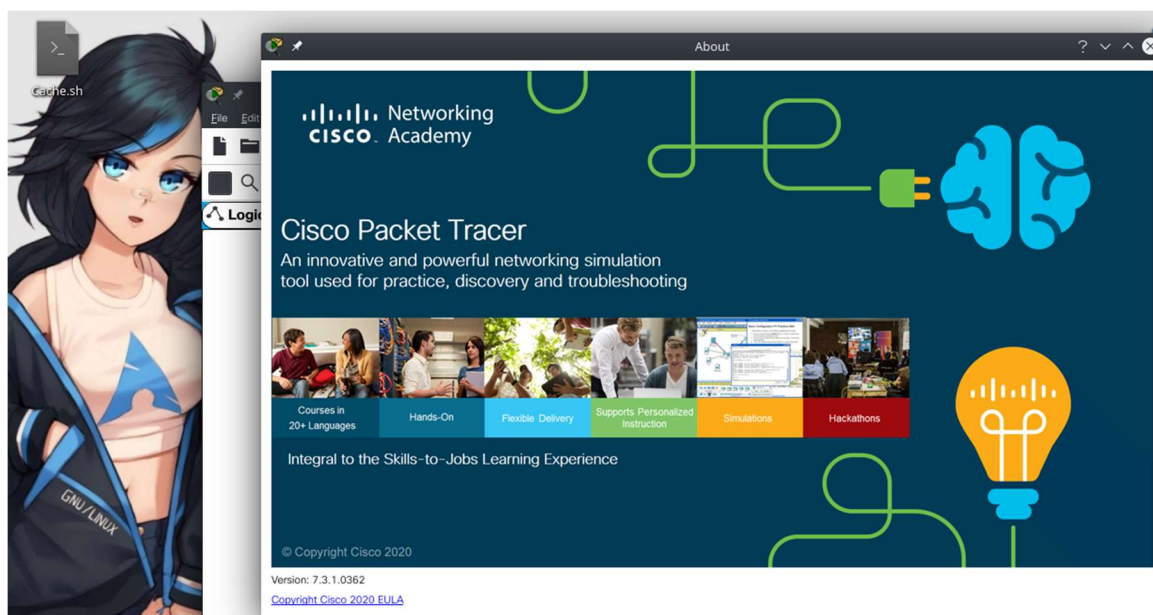 Cache.sh
About
File Edit
Logic
Networking
CISCO Academy
Cisco Packet Tracer
An innovative and powerful networking simulation
tool used for practice, discovery and troubleshooting
Courses in
20+ Languages
Hands-On
Flexible Delivery
Supports Personalized
Instruction
Simulations
Hackathons
Integral to the Skills-to-Jobs Learning Experience
GNU/LINUX
© Copyright Cisco 2020
Version: 7.3.1.0362
Copyright Cisco 2020 EULA